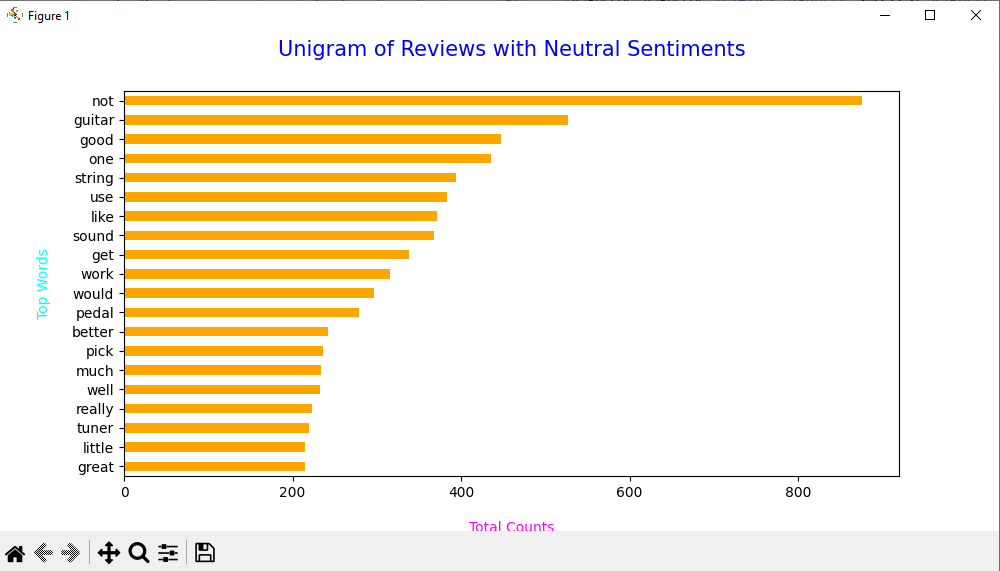 Figure 1
Unigram of Reviews with Neutral Sentiments
not
guitar
good
one
string
use
like
sound
get
work
would
pedal
better
pick
much
well
really
tuner
little
great
Top Words
0 200 400 600 800
Total Counts